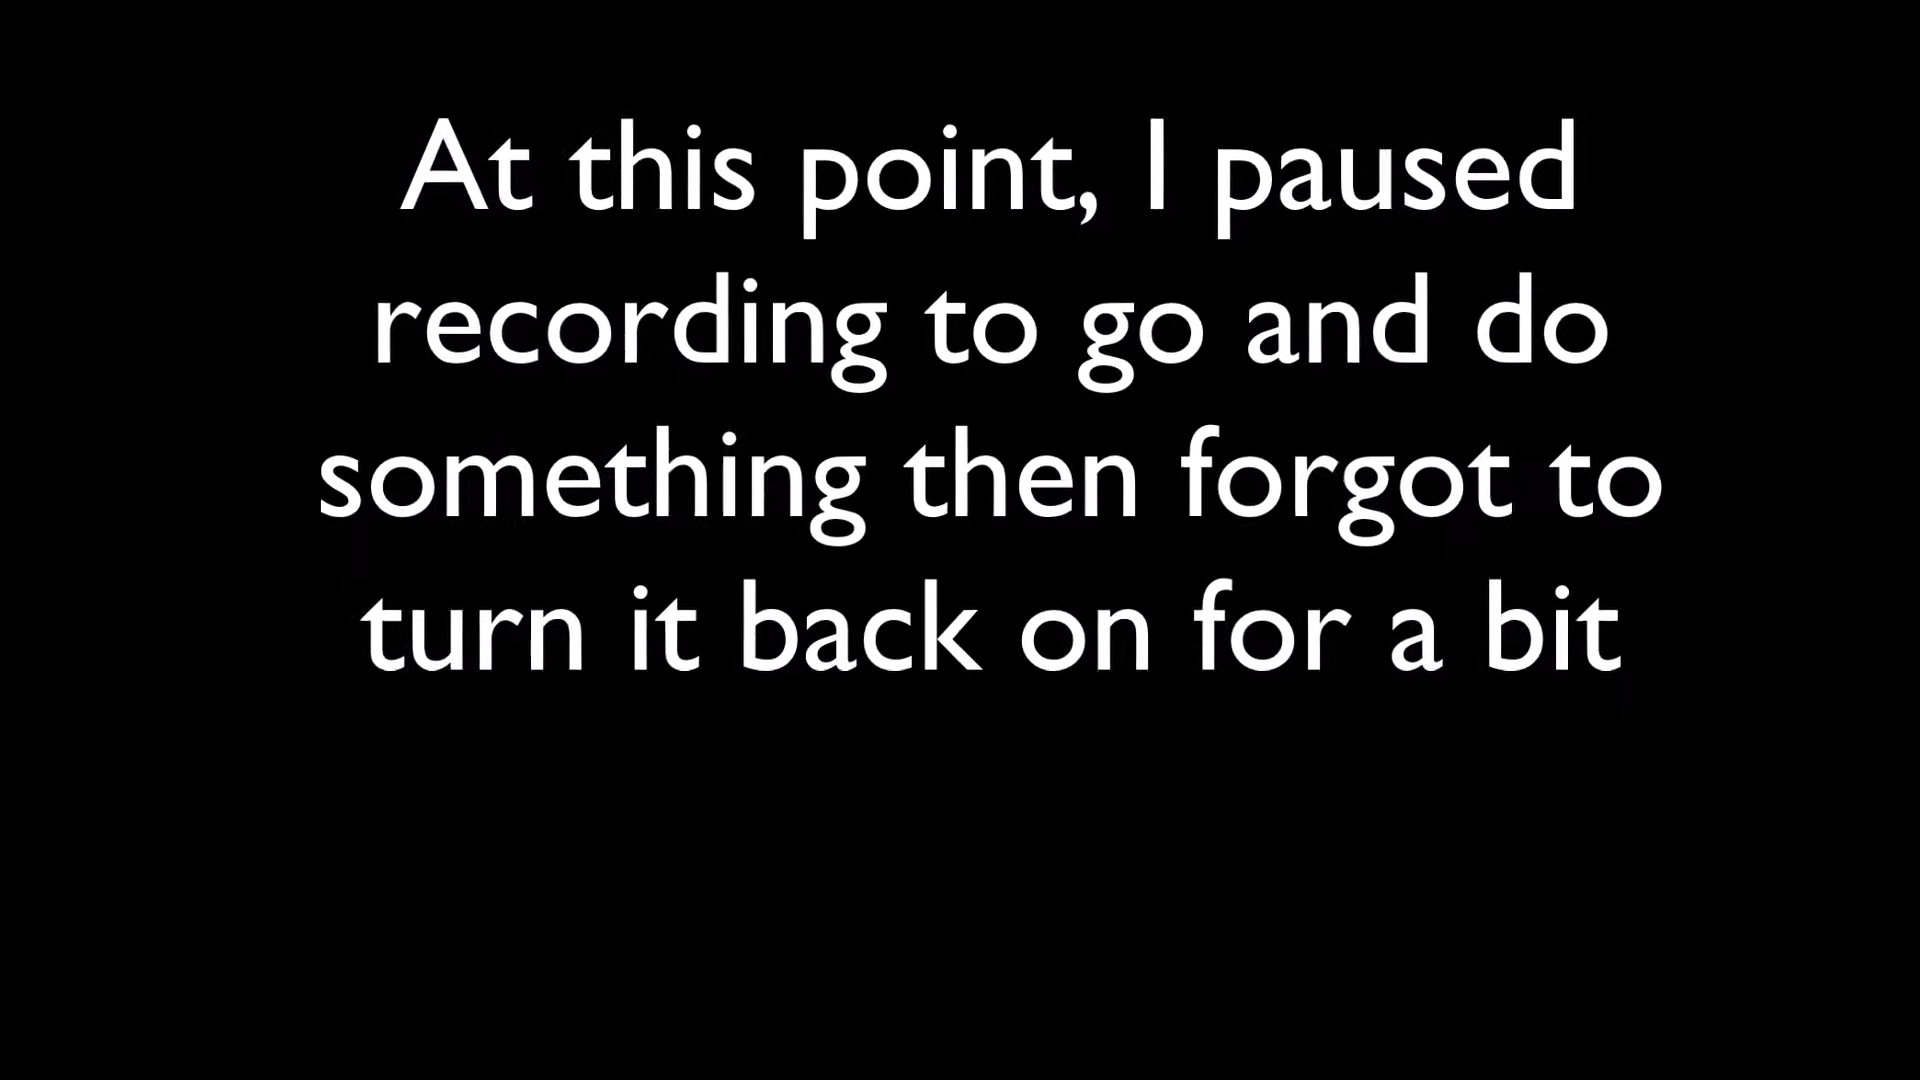 At this point, I paused
recording to go and do
something then forgot to
turn it back on for a bit